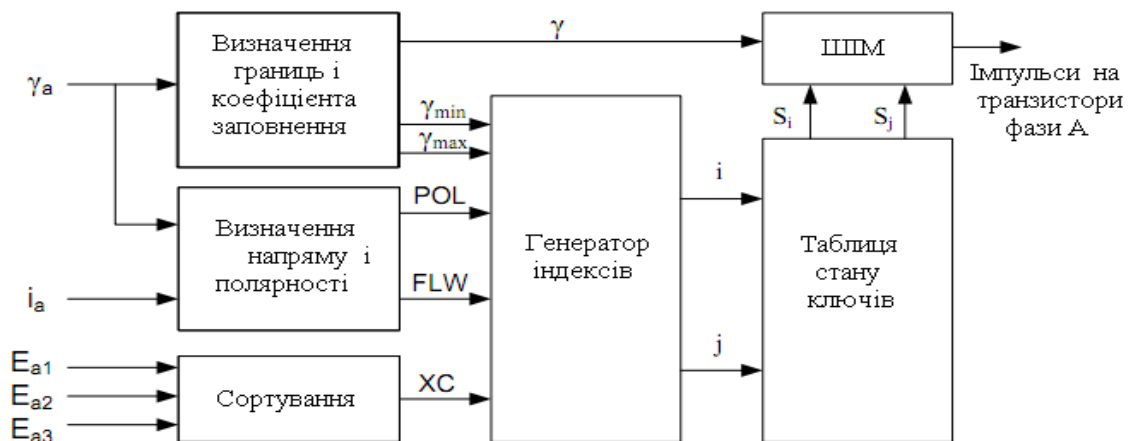 γa
Визначення
границь і
коефіцієнта
заповнення
γ
ШІМ
Імпульси на
транзистори
фази А
γmin
γmax
Si
Sj
Визначення
напряму і
полярності
POL
FLW
ia
Генератор
індексів
i
j
Таблиця
стану
ключів
Ea1
Ea2
Ea3
Сортування
XC